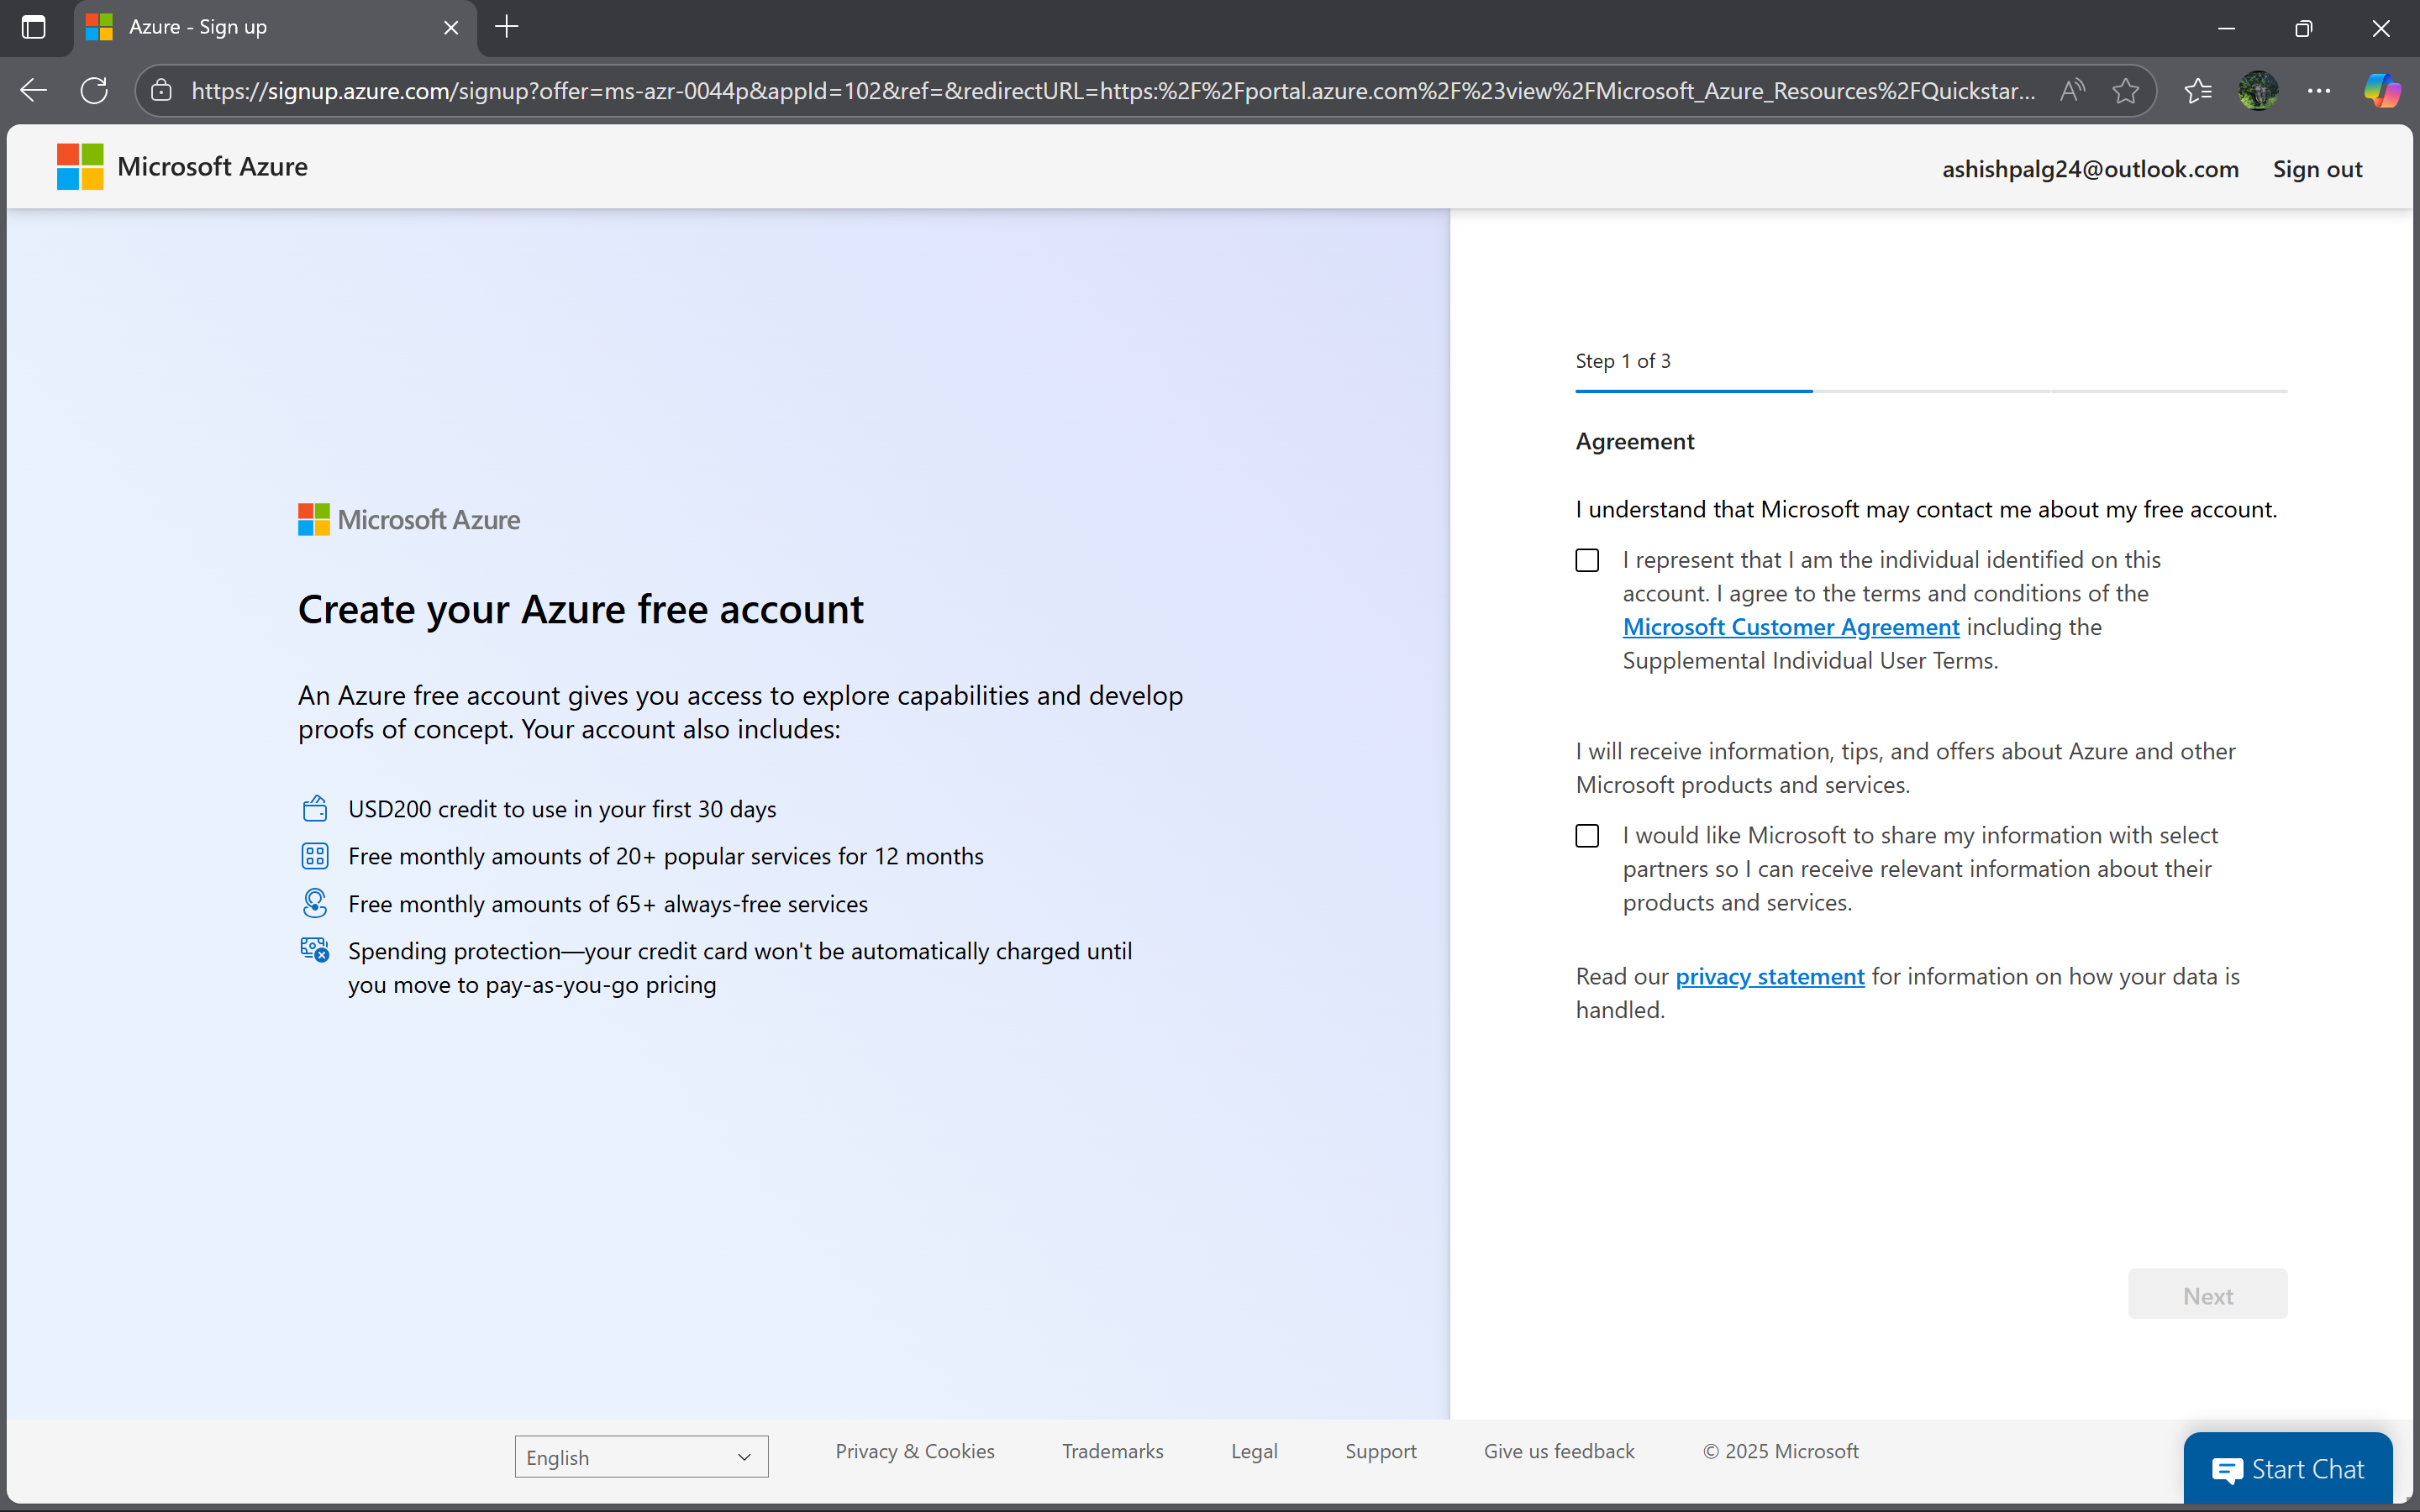 Azure - Sign up
https://signup.azure.com/signup?offer=ms-azr-0044p&appId=102&ref=&redirectURL=https:%2F%2Fportal.azure.com%2F%23view%2FMicrosoft_Azure_Resources%2FQuickstar...
Microsoft Azure
ashishpalg24@outlook.com
Sign out
Microsoft Azure
Create your Azure free account
An Azure free account gives you access to explore capabilities and develop
proofs of concept. Your account also includes:
USD200 credit to use in your first 30 days
Free monthly amounts of 20+ popular services for 12 months
Free monthly amounts of 65+ always-free services
Spending protection—your credit card won't be automatically charged until
you move to pay-as-you-go pricing
Step 1 of 3
Agreement
I understand that Microsoft may contact me about my free account.
I represent that I am the individual identified on this
account. I agree to the terms and conditions of the
Microsoft Customer Agreement including the
Supplemental Individual User Terms.
I will receive information, tips, and offers about Azure and other
Microsoft products and services.
I would like Microsoft to share my information with select
partners so I can receive relevant information about their
products and services.
Read our privacy statement for information on how your data is
handled.
Next
English
Privacy & Cookies
Trademarks
Legal
Support
Give us feedback
© 2025 Microsoft
Start Chat